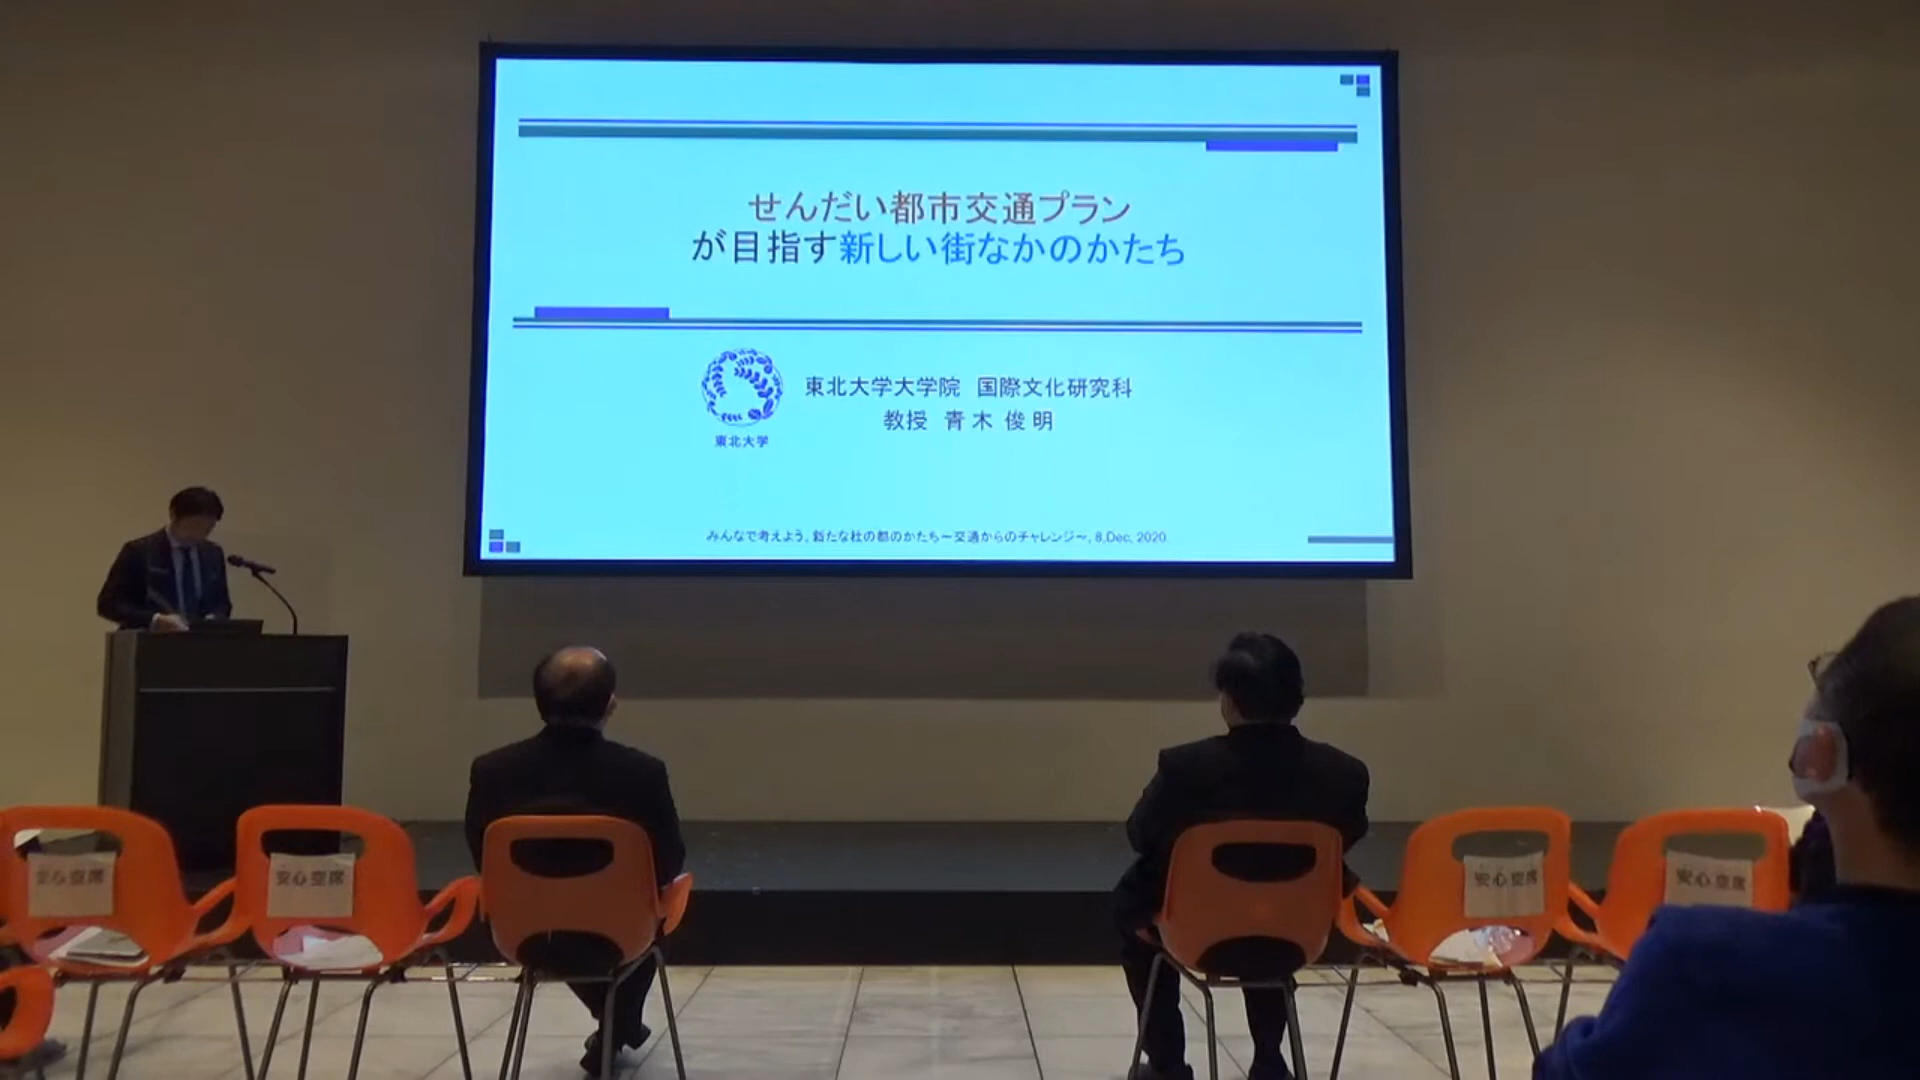 せんだい都市交通プラン
が目指す新しい街なかのかたち
東北大学大学院 国際文化研究科
教授 青木 俊明
東北大学
みんなで考えよう。新たな杜の都のかたち～交通からのチャレンジ～, 8,Dec, 2020
安心空席
安心空席
安心空席
安心空席